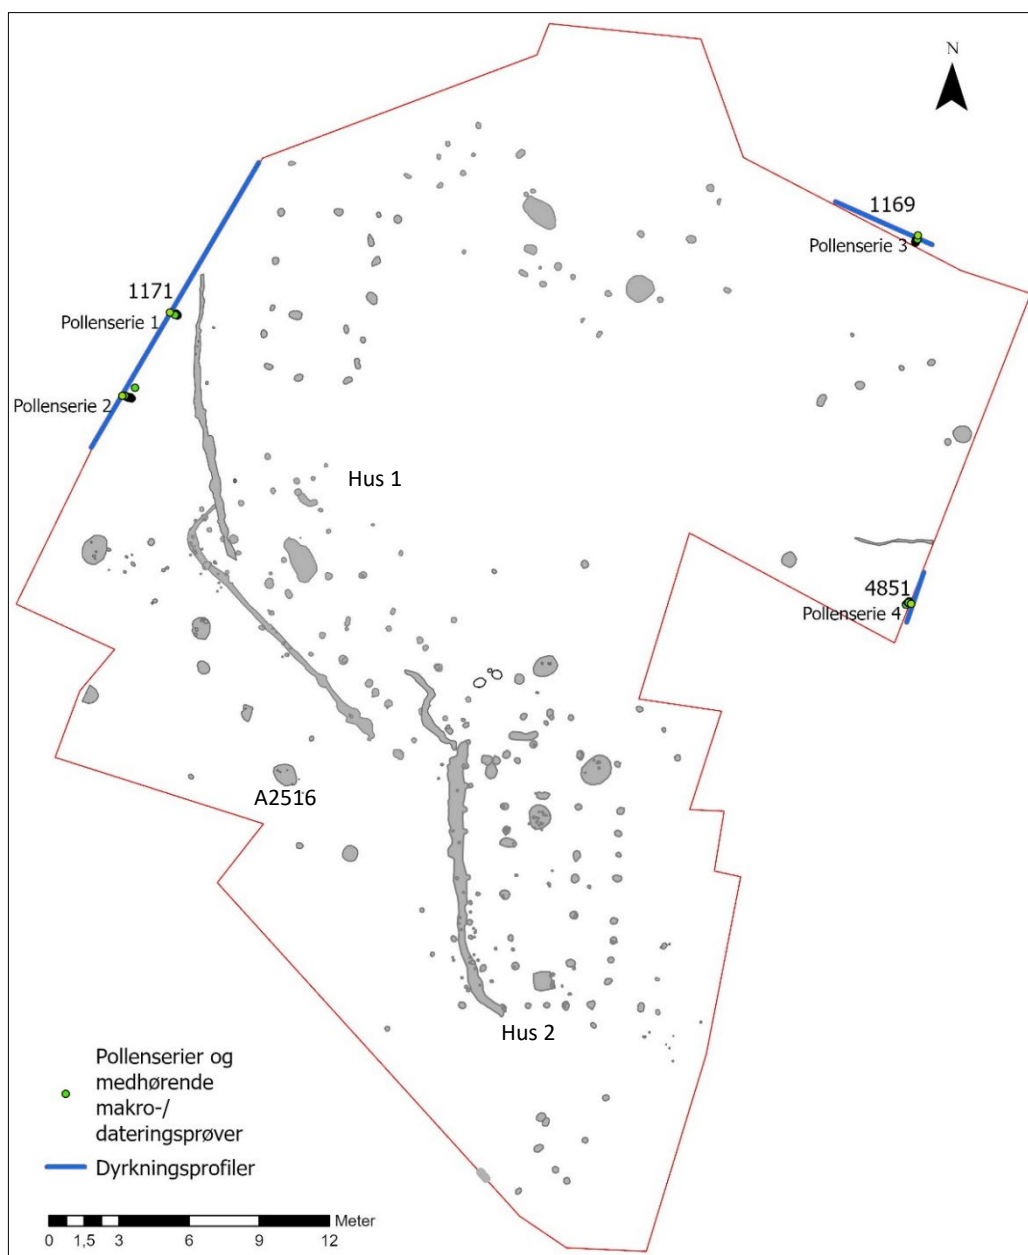 N
1169
Pollenserie 3
1171
Pollenserie 1
Pollenserie 2
Hus 1
4851
Pollenserie 4
A2516
Hus 2
Pollenserier og
medhørende
makro-/
dateringsprøver
Dyrkningsprofiler
Meter
0 1,5 3 6 9 12